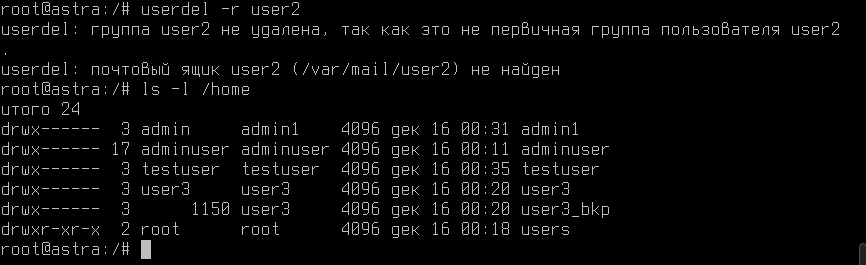 root@astra:/# userdel -r user2
userdel: группа user2 не удалена, так как это не первичная группа пользователя user2
.
userdel: почтовый ящик user2 (/var/mail/user2) не найден
root@astra:/# ls -l /home
итого 24
drwx------  3 admin     admin1    4096 дек 16 00:31 admin1
drwx------ 17 adminuser adminuser 4096 дек 16 00:11 adminuser
drwx------  3 testuser  testuser  4096 дек 16 00:35 testuser
drwx------  3 user3     user3     4096 дек 16 00:20 user3
drwx------  3      1150 user3     4096 дек 16 00:20 user3_bkp
drwxr-xr-x  2 root      root      4096 дек 16 00:18 users
root@astra:/#